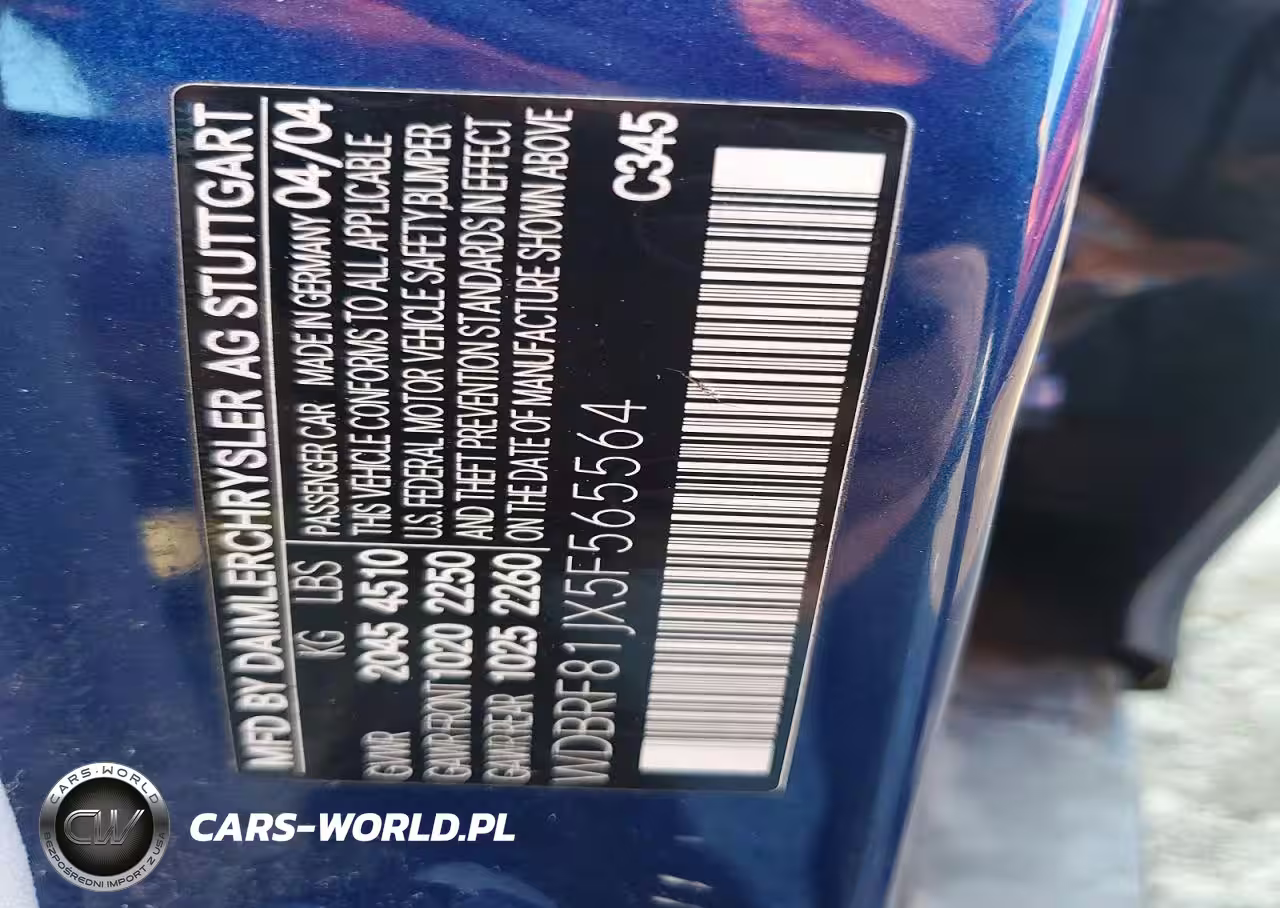 MFD BY DAIMLERCHRYSLER AG STUTTGART
KG LBS PASSENGER CAR MADE IN GERMANY 04/04
GVWR 2045 4510 THIS VEHICLE CONFORMS TO ALL APPLICABLE
GAWR FRONT 1020 2250 U.S. FEDERAL MOTOR VEHICLE SAFETY,BUMPER
GAWR REAR 1025 2260 AND THEFT PREVENTION STANDARDS IN EFFECT
ON THE DATE OF MANUFACTURE SHOWN ABOVE
WDBRF81JX5F565564
C345
CARS-WORLD
CW
BEZPOŚREDNI IMPORT Z USA
CARS-WORLD.PL